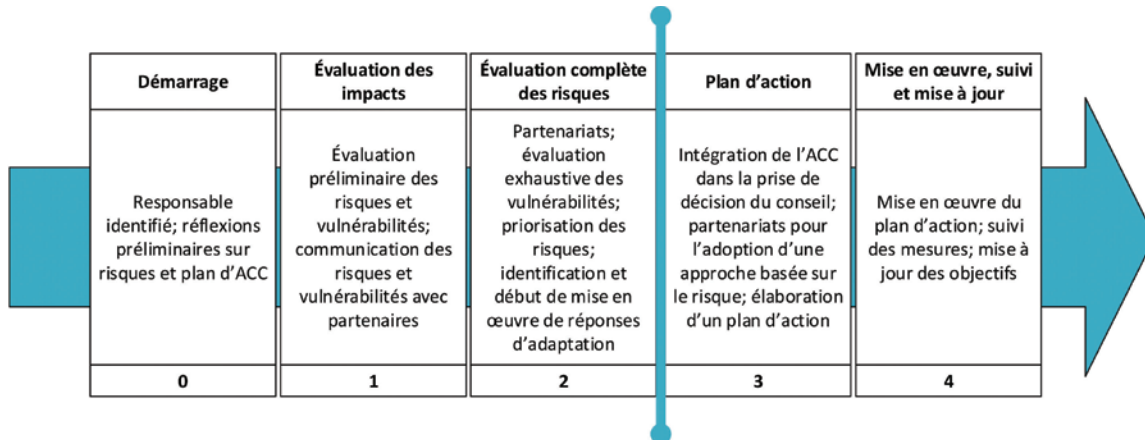 Démarrage
Responsable
identifié; réflexions
préliminaires sur
risques et plan d’ACC
0
Évaluation des
impacts
Évaluation
préliminaire des
risques et
vulnérabilités;
communication des
risques et
vulnérabilités avec
partenaires
1
Évaluation complète
des risques
Partenariats;
évaluation
exhaustive des
vulnérabilités;
priorisation des
risques;
identification et
début de mise en
œuvre de réponses
d’adaptation
2
Plan d’action
Intégration de l’ACC
dans la prise de
décision du conseil;
partenariats pour
l’adoption d’une
approche basée sur
le risque; élaboration
d’un plan d’action
3
Mise en œuvre, suivi
et mise à jour
Mise en œuvre du
plan d’action; suivi
des mesures; mise à
jour des objectifs
4